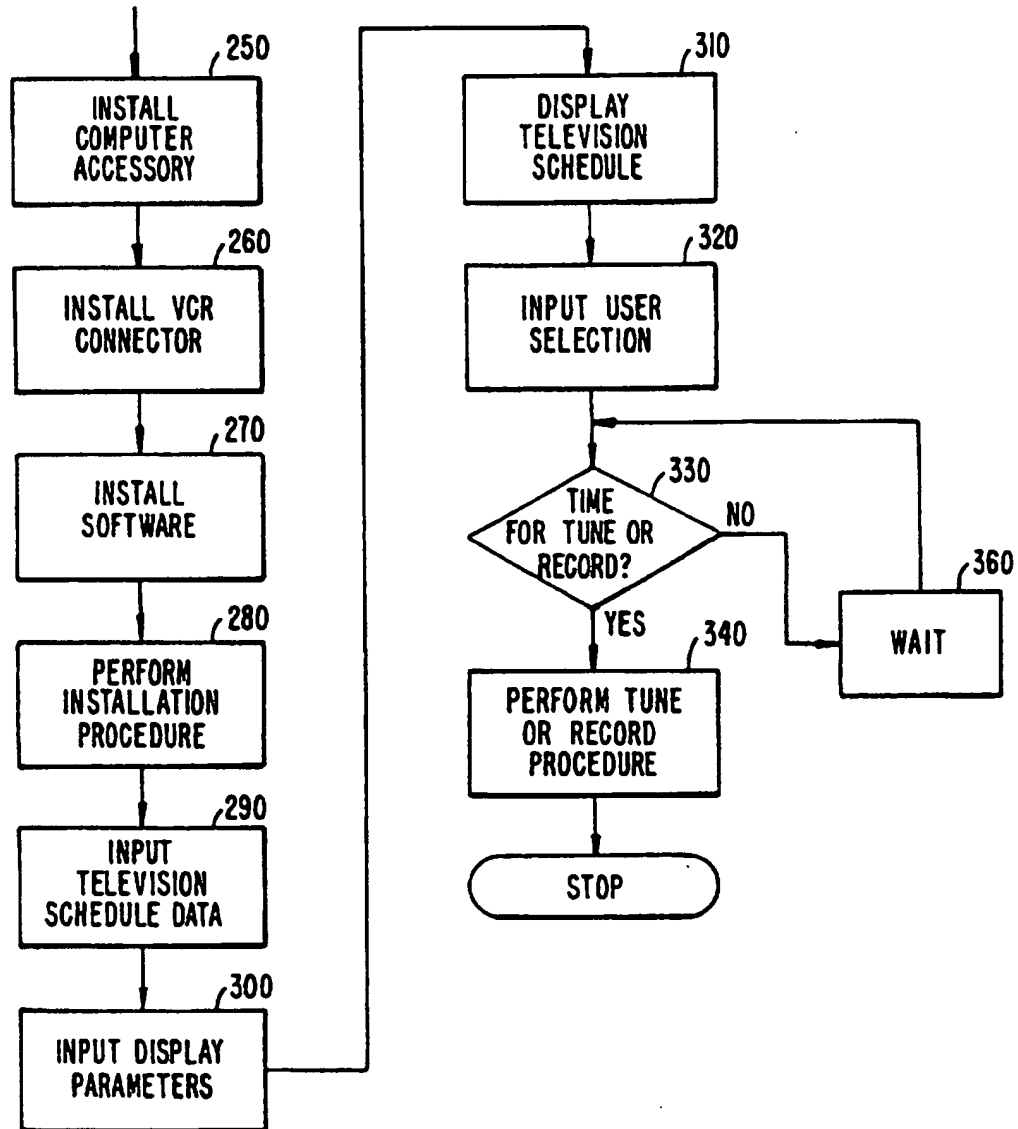 250
INSTALL
COMPUTER
ACCESSORY
260
INSTALL VCR
CONNECTOR
270
INSTALL
SOFTWARE
280
PERFORM
INSTALLATION
PROCEDURE
290
INPUT
TELEVISION
SCHEDULE DATA
300
INPUT DISPLAY
PARAMETERS
310
DISPLAY
TELEVISION
SCHEDULE
320
INPUT USER
SELECTION
330
TIME
FOR TUNE OR
RECORD?
NO
YES
360
WAIT
340
PERFORM TUNE
OR RECORD
PROCEDURE
STOP